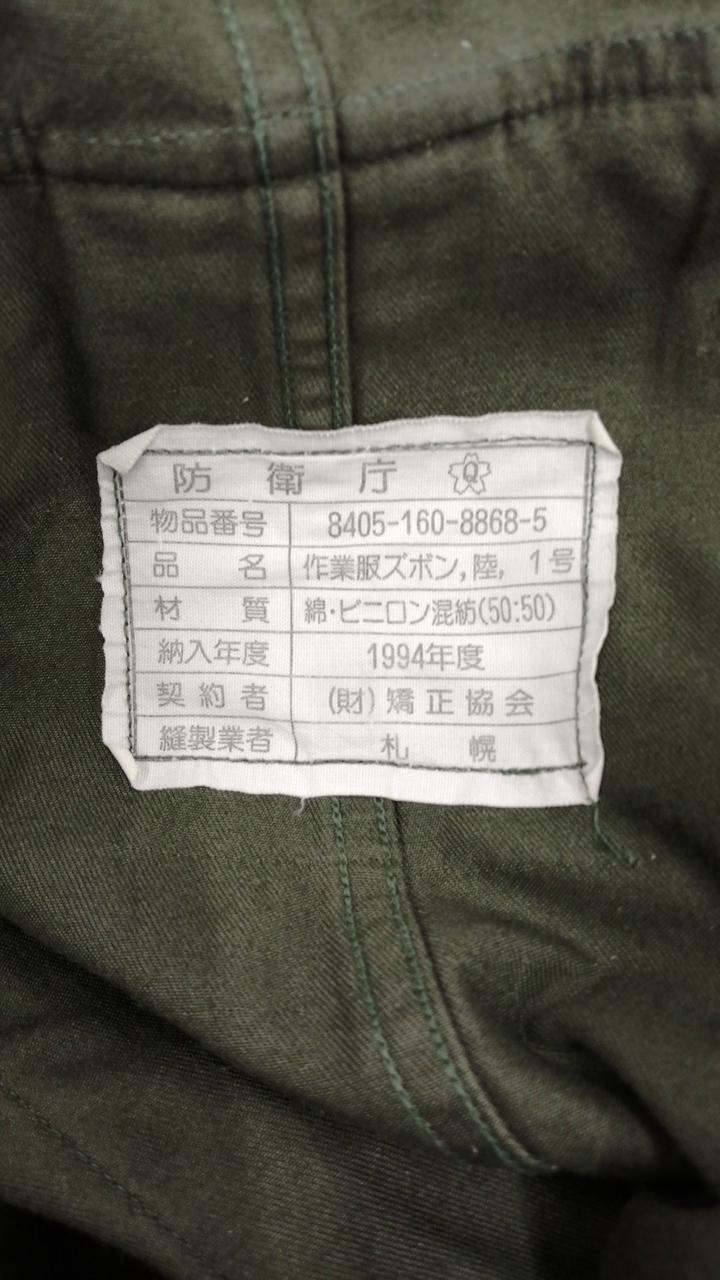 防 衛 庁 Q
物品番号 8405-160-8868-5
品 名 作業服ズボン,陸, 1号
材 質 綿・ビニロン混紡(50:50)
納入年度 1994年度
契約者 (財)矯正協会
縫製業者 札 幌